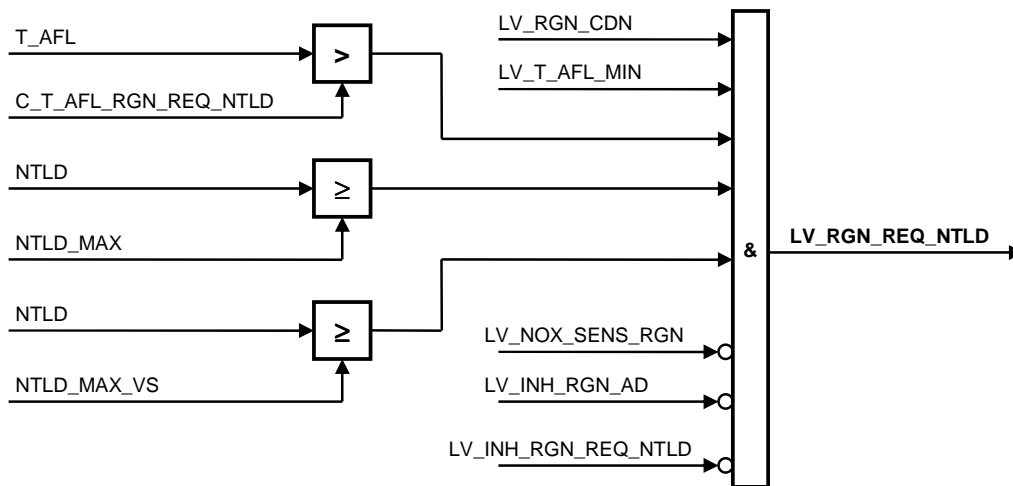 T_AFL
>
C_T_AFL_RGN_REQ_NTLD
NTLD
≥
NTLD_MAX
NTLD
≥
NTLD_MAX_VS
LV_RGN_CDN
LV_T_AFL_MIN
LV_NOX_SENS_RGN
LV_INH_RGN_AD
LV_INH_RGN_REQ_NTLD
&
LV_RGN_REQ_NTLD